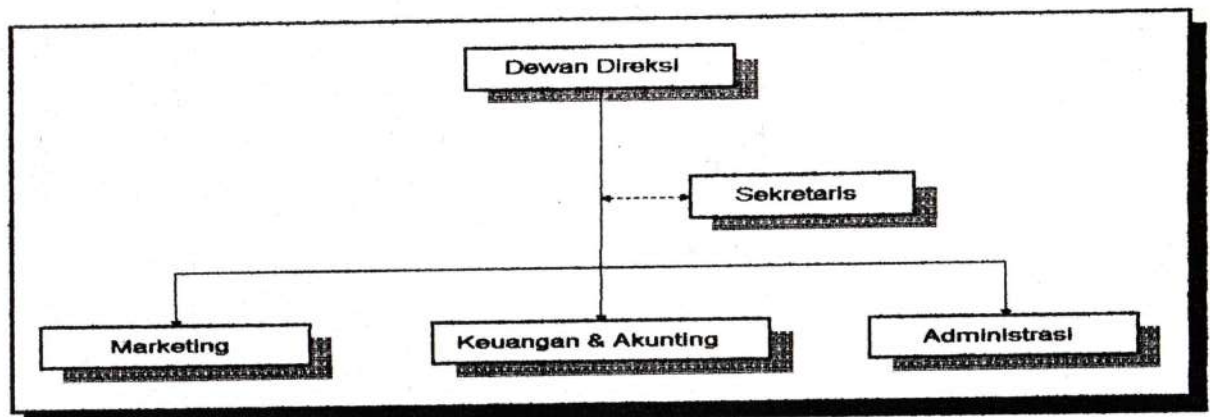 Dewan Direksi
Sekretaris
Marketing
Keuangan & Akunting
Administrasi